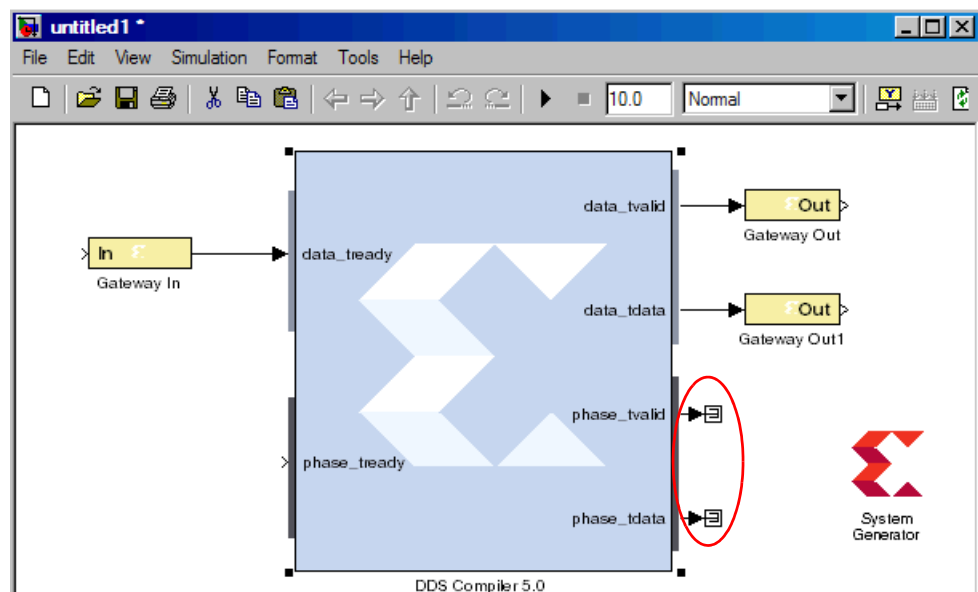 untitled1 *
File Edit View Simulation Format Tools Help
10.0 Normal
data_tvalid Out
Gateway Out
In data_tready
Gateway In
data_tdata Out
Gateway Out1
phase_tvalid
phase_tready
phase_tdata
System
Generator
DDS Compiler 5.0